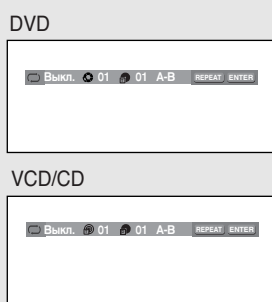 DVD
Выкл. 01 01 A-B REPEAT ENTER
VCD/CD
Выкл. 01 01 A-B REPEAT ENTER